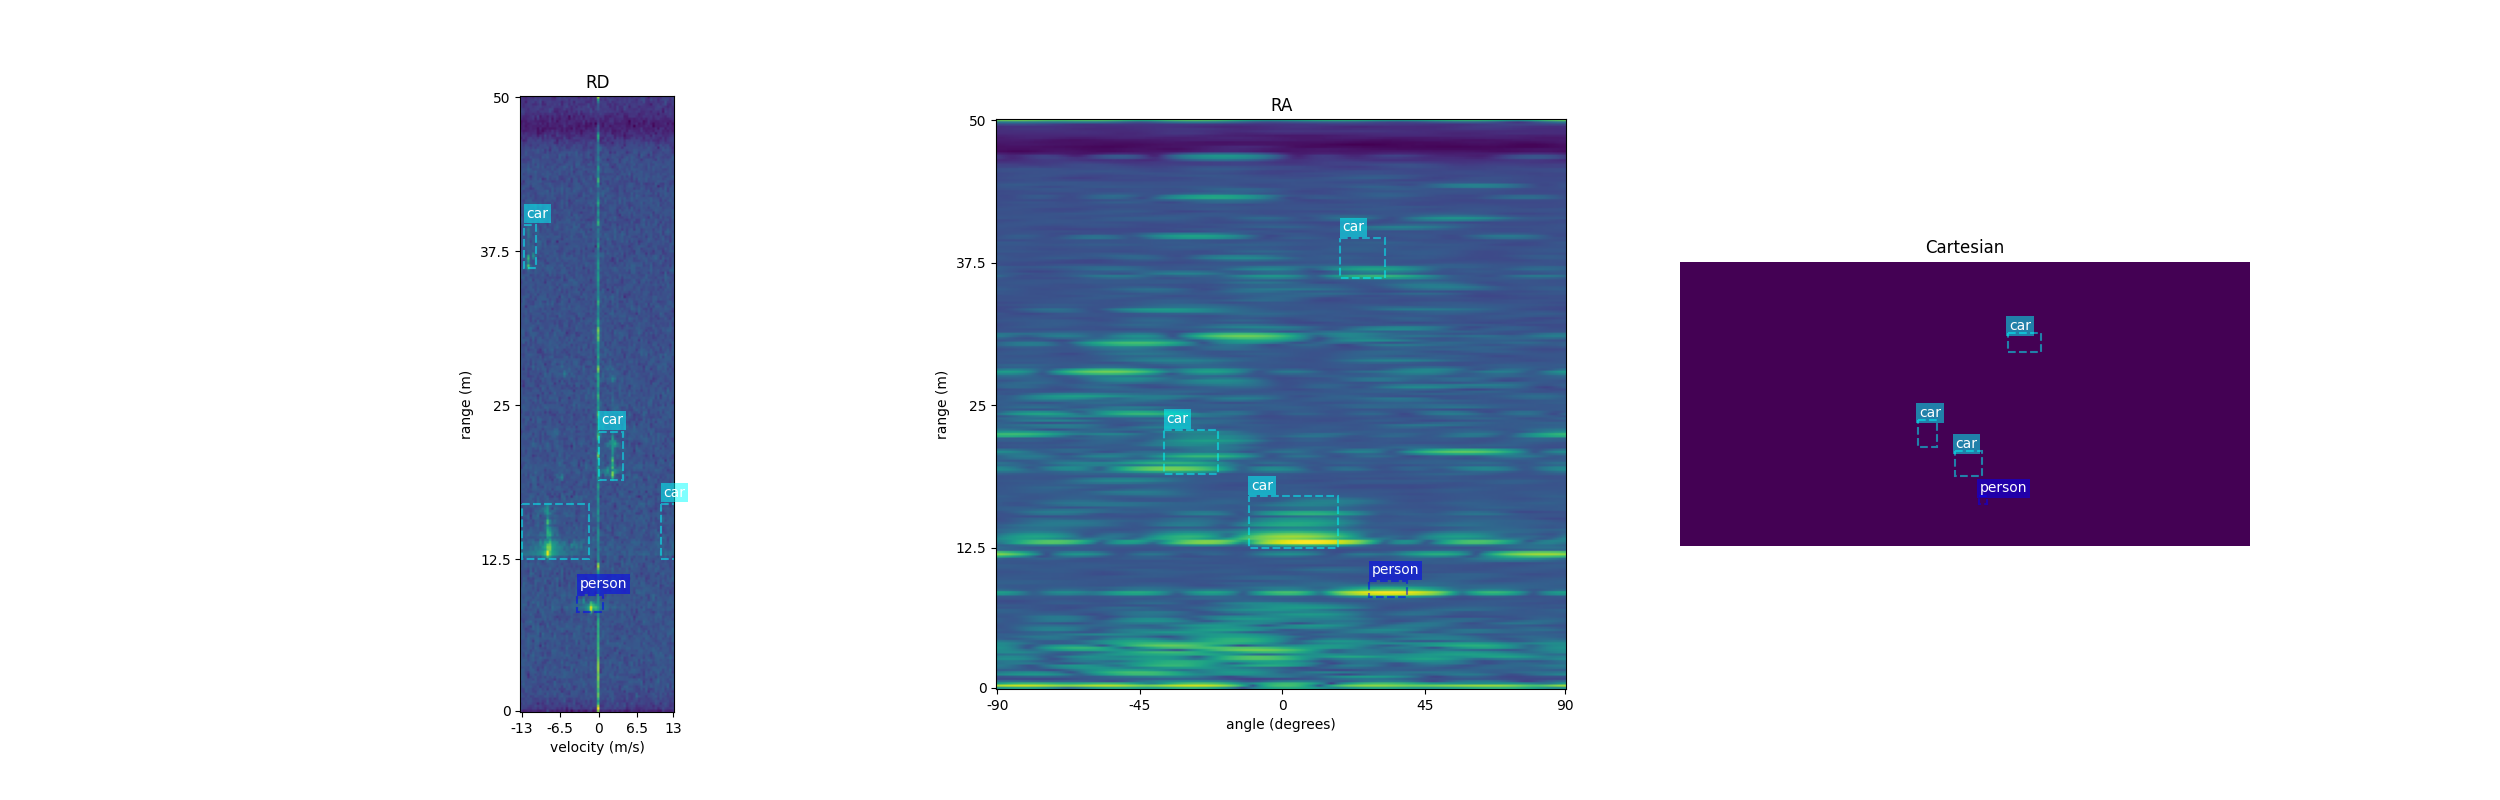 RD
50
37.5
25
12.5
0
range (m)
car
car
car
person
-13
-6.5
0
6.5
13
velocity (m/s)
RA
50
37.5
25
12.5
0
range (m)
car
car
car
person
-90
-45
0
45
90
angle (degrees)
Cartesian
car
car
car
person